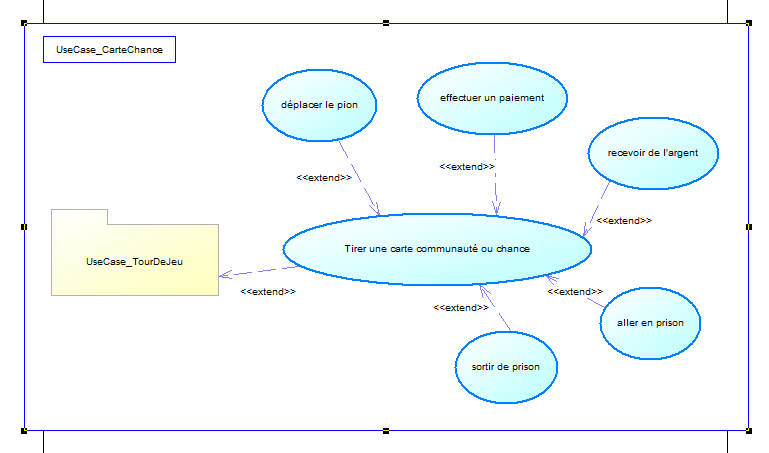 UseCase_CarteChance
déplacer le pion
effectuer un paiement
recevoir de l'argent
<<extend>>
<<extend>>
<<extend>>
Tirer une carte communauté ou chance
UseCase_TourDeJeu
<<extend>>
<<extend>>
<<extend>>
aller en prison
sortir de prison